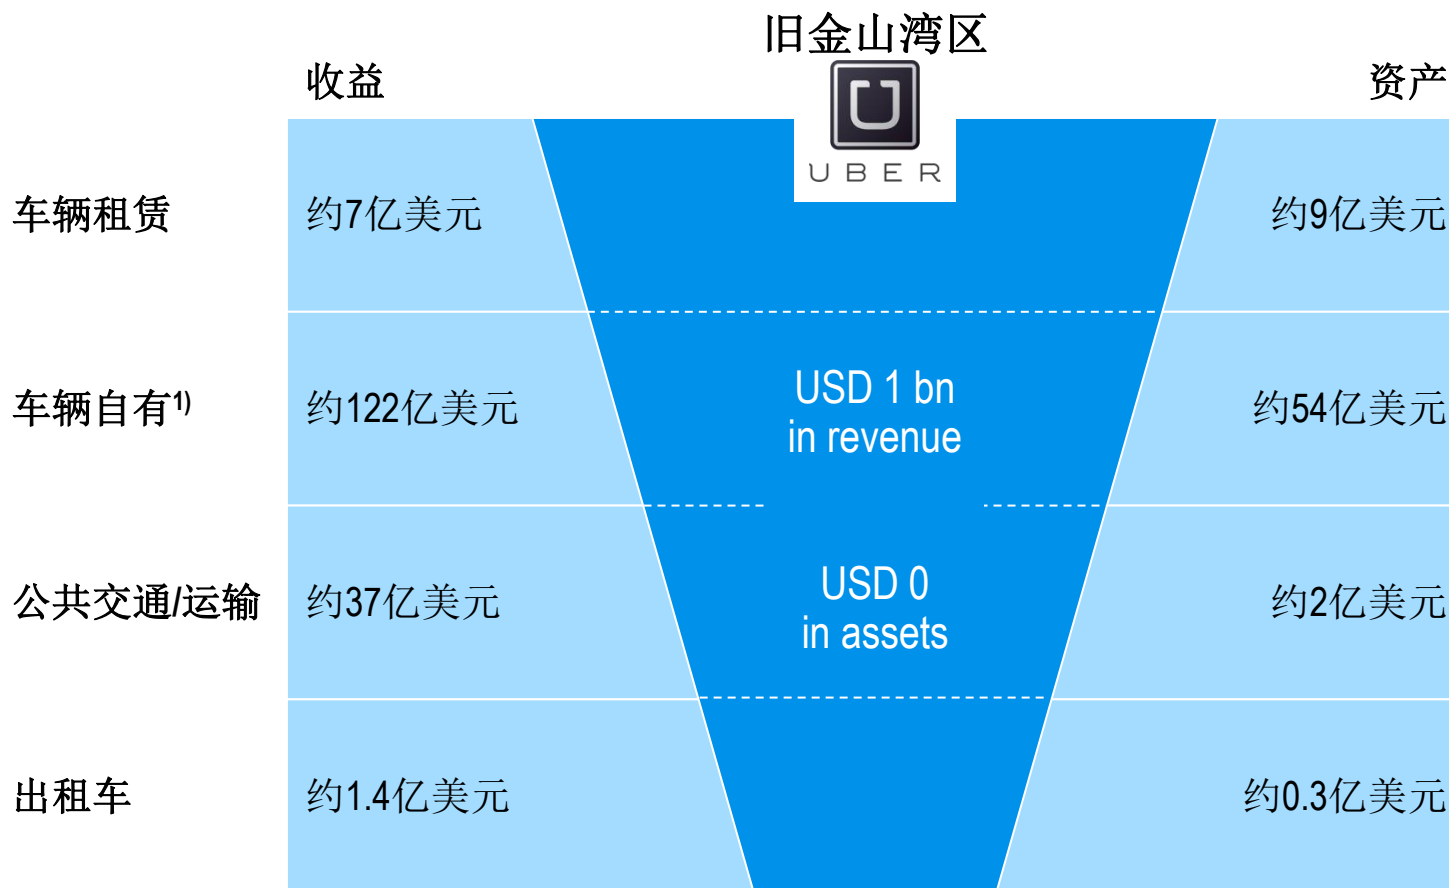 旧金山湾区
收益
资产
UBER
车辆租赁
约7亿美元
约9亿美元
车辆自有1)
约122亿美元
USD 1 bn
in revenue
约54亿美元
公共交通/运输
约37亿美元
USD 0
in assets
约2亿美元
出租车
约1.4亿美元
约0.3亿美元